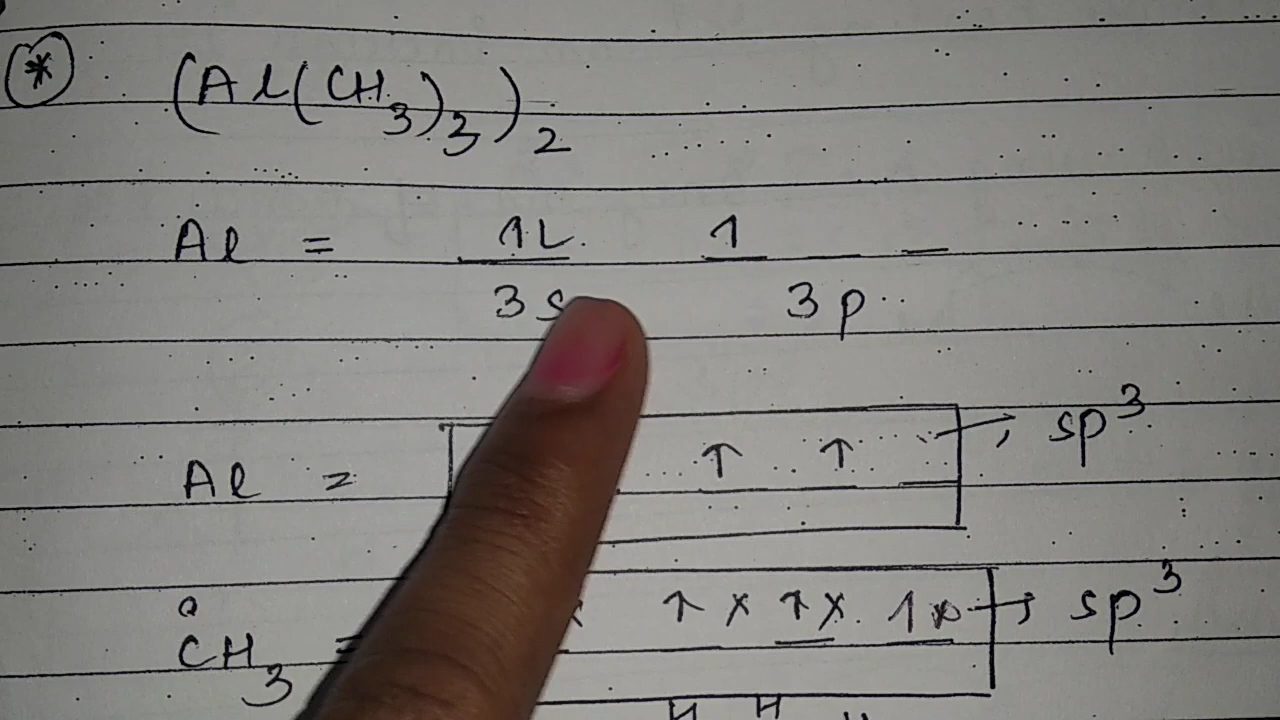 * (Al(CH3)3)2
Al = 1L 1
3s 3p
Al = ↑ ↑ → sp3
CH3 = ↑ x ↑ x 1x → sp3
H H